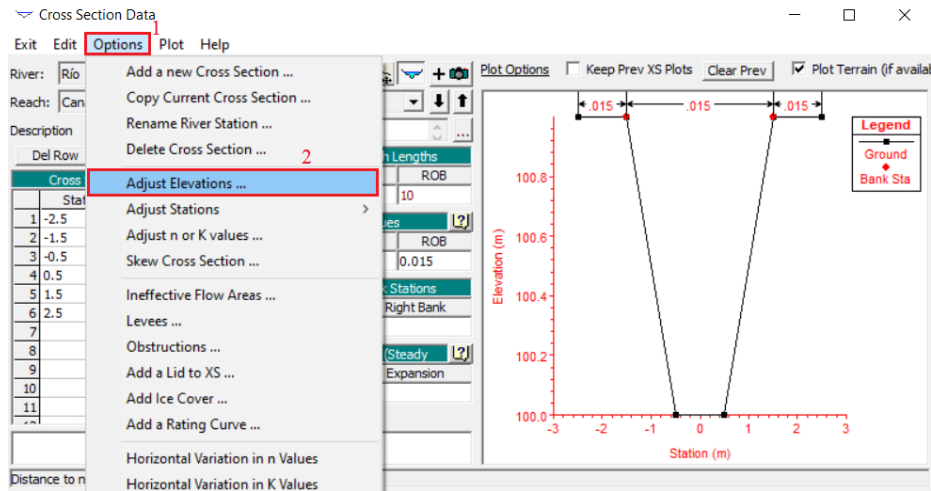 Cross Section Data
1
Exit Edit Options Plot Help
River: Río
Reach:
Description
Del Row
Cross
1 -2.5
2 -1.5
3 -0.5
4 0.5
5 1.5
6 2.5
7
8
9
10
11
Add a new Cross Section ...
Copy Current Cross Section ...
Rename River Station ...
Delete Cross Section ...
2
Adjust Elevations ...
Adjust Stations
Adjust n or K values ...
Skew Cross Section ...
Ineffective Flow Areas ...
Levees ...
Obstructions ...
Add a Lid to XS ...
Add Ice Cover ...
Add a Rating Curve ...
Horizontal Variation in n Values
Horizontal Variation in K Values
Distance to
...
Lengths
ROB
10
ROB
0.015
Stations
Right Bank
(Steady
Expansion
Plot Options Keep Prev XS Plots Clear Prev Plot Terrain (if
.015 .015 .015
Legend
Ground
Bank Sta
100.8
100.6
100.4
100.2
100.0
Elevation (m)
-3 -2 -1 0 1 2 3
Station (m)